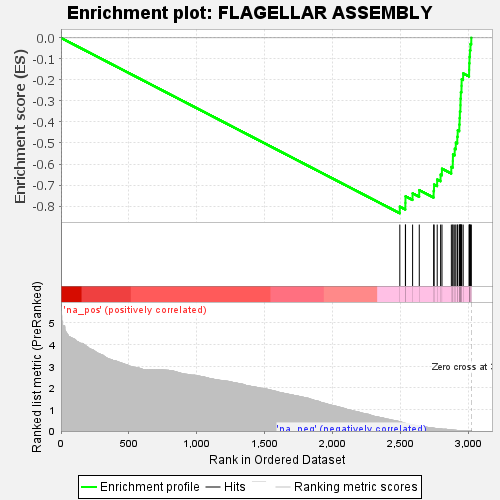 Enrichment plot: FLAGELLAR ASSEMBLY
Enrichment score (ES)
0.0
-0.1
-0.2
-0.3
-0.4
-0.5
-0.6
-0.7
-0.8
'na_pos' (positively correlated)
Ranked list metric (PreRanked)
5
4
3
2
1
0
Zero cross at
'na_neg' (negatively correlated)
0 500 1,000 1,500 2,000 2,500 3,000
Rank in Ordered Dataset
Enrichment profile Hits Ranking metric scores